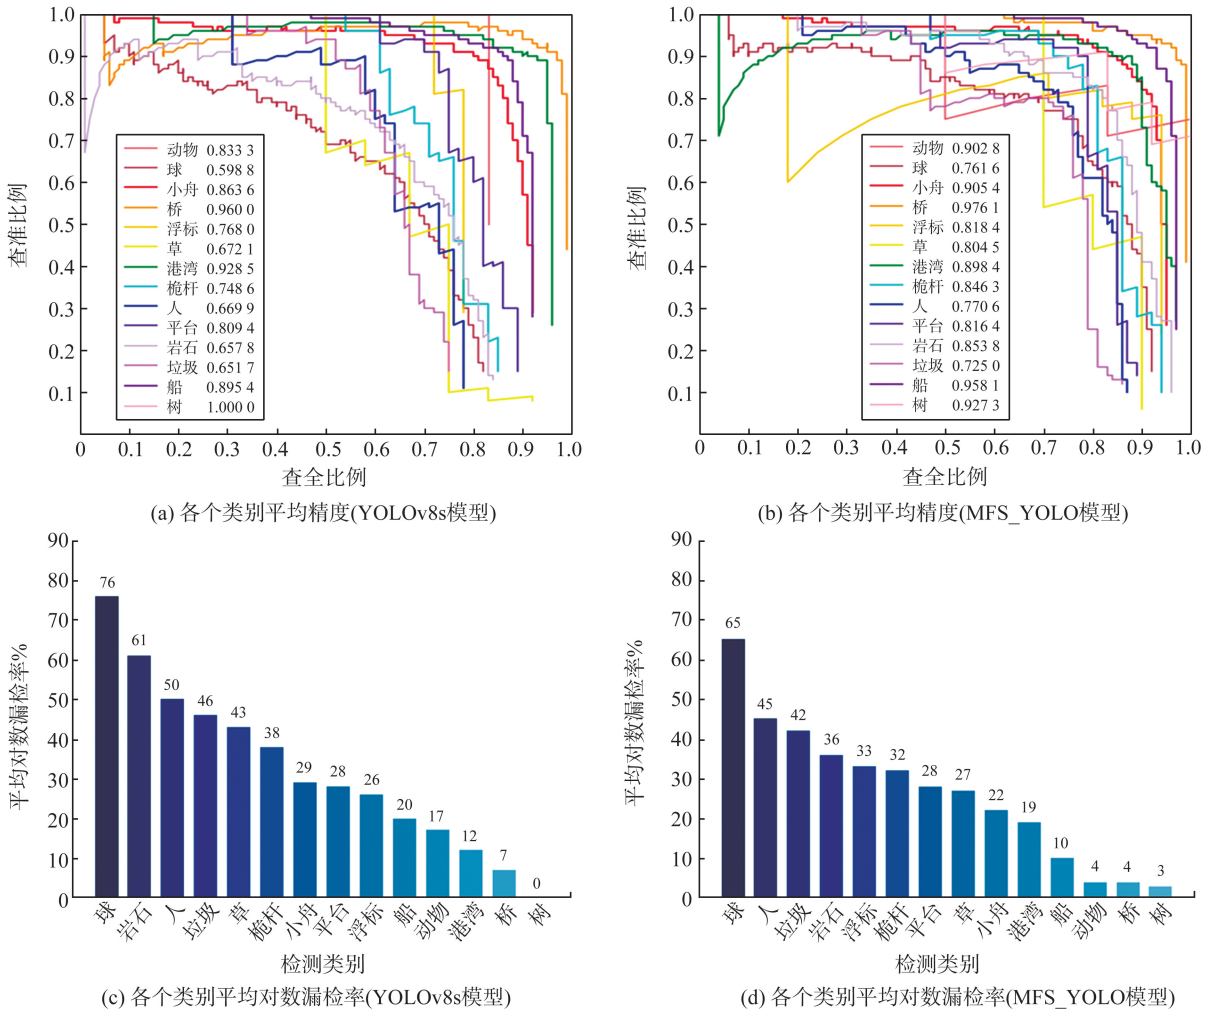 查准比例
1.0
0.9
0.8
0.7
0.6
0.5
0.4
0.3
0.2
0.1
动物 0.833 3
球 0.598 8
小舟 0.863 6
桥 0.960 0
浮标 0.768 0
草 0.672 1
港湾 0.928 5
桅杆 0.748 6
人 0.669 9
平台 0.809 4
岩石 0.657 8
垃圾 0.651 7
船 0.895 4
树 1.000 0
0 0.1 0.2 0.3 0.4 0.5 0.6 0.7 0.8 0.9 1.0
查全比例
(a) 各个类别平均精度(YOLOv8s模型)
查准比例
1.0
0.9
0.8
0.7
0.6
0.5
0.4
0.3
0.2
0.1
动物 0.902 8
球 0.761 6
小舟 0.905 4
桥 0.976 1
浮标 0.818 4
草 0.804 5
港湾 0.898 4
桅杆 0.846 3
人 0.770 6
平台 0.816 4
岩石 0.853 8
垃圾 0.725 0
船 0.958 1
树 0.927 3
0 0.1 0.2 0.3 0.4 0.5 0.6 0.7 0.8 0.9 1.0
查全比例
(b) 各个类别平均精度(MFS_YOLO模型)
平均对数漏检率%
90
80
70
60
50
40
30
20
10
0
76 61 50 46 43 38 29 28 26 20 17 12 7 0
球 岩石 人 垃圾 草 桅杆 小舟 平台 浮标 船 动物 港湾 桥 树
检测类别
(c) 各个类别平均对数漏检率(YOLOv8s模型)
平均对数漏检率%
90
80
70
60
50
40
30
20
10
0
65 45 42 36 33 32 28 27 22 19 10 4 4 3
球 人 垃圾 岩石 浮标 桅杆 平台 草 小舟 港湾 船 动物 桥 树
检测类别
(d) 各个类别平均对数漏检率(MFS_YOLO模型)